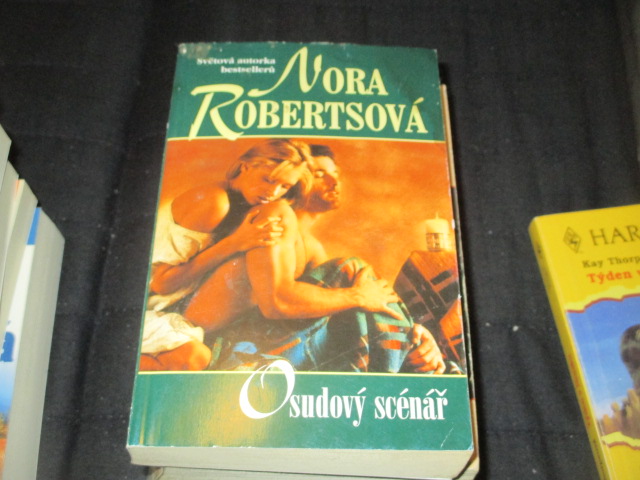 Světová autorka
bestsellerů
NORA
ROBERTSOVÁ
Osudový scénář
HAR
Kay Thorp
Týden